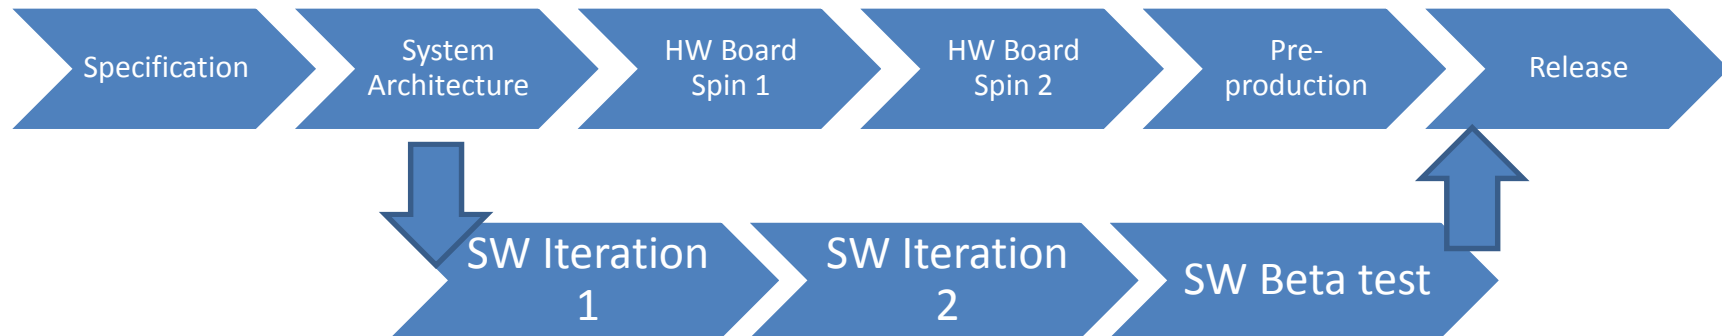 Specification
System
Architecture
HW Board
Spin 1
HW Board
Spin 2
Pre-
production
Release
SW Iteration
1
SW Iteration
2
SW Beta test